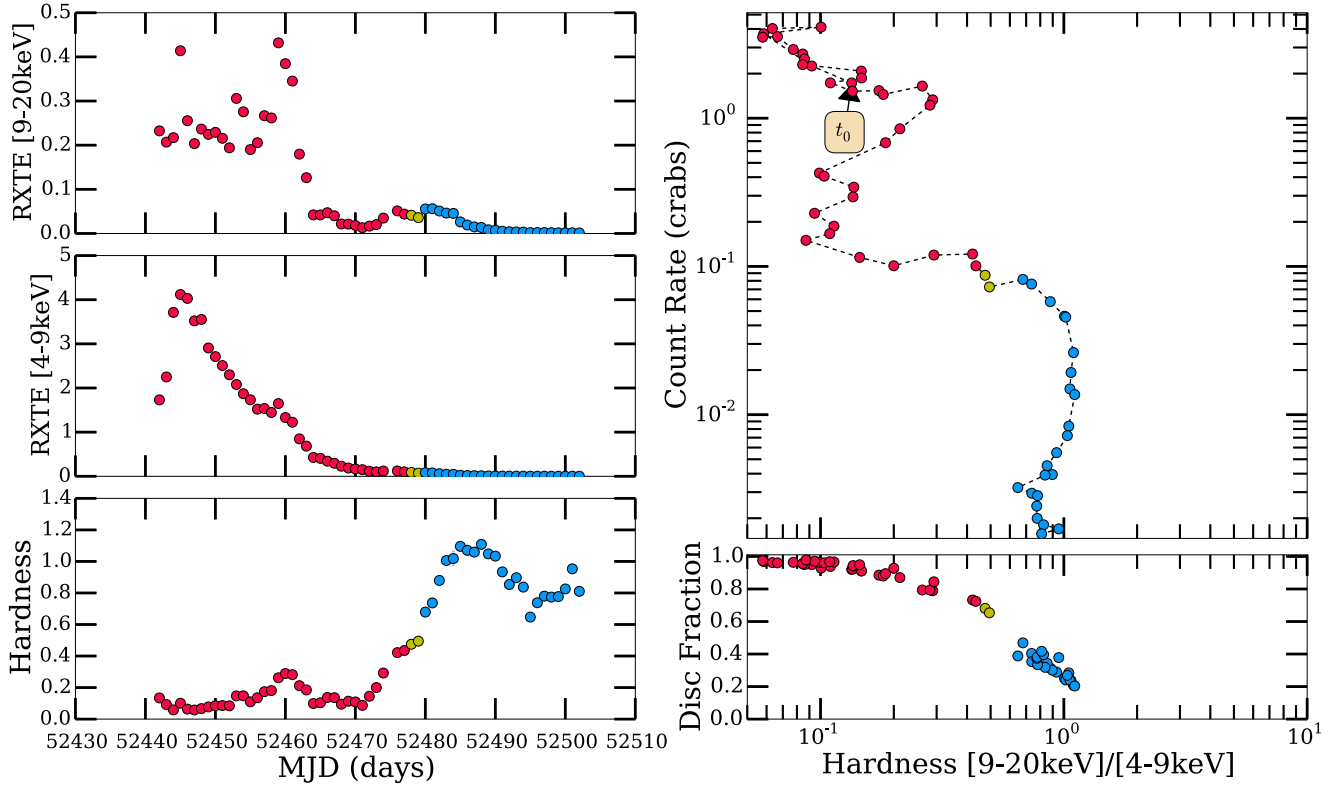 RXTE [9-20keV]
0.5
0.4
0.3
0.2
0.1
0.0
RXTE [4-9keV]
5
4
3
2
1
0
Hardness
1.4
1.2
1.0
0.8
0.6
0.4
0.2
0.0
52430 52440 52450 52460 52470 52480 52490 52500 52510
MJD (days)
Count Rate (crabs)
10^0
10^-1
10^-2
t_0
Disc Fraction
1.0
0.8
0.6
0.4
0.2
0.0
10^-1 10^0 10^1
Hardness [9-20keV]/[4-9keV]